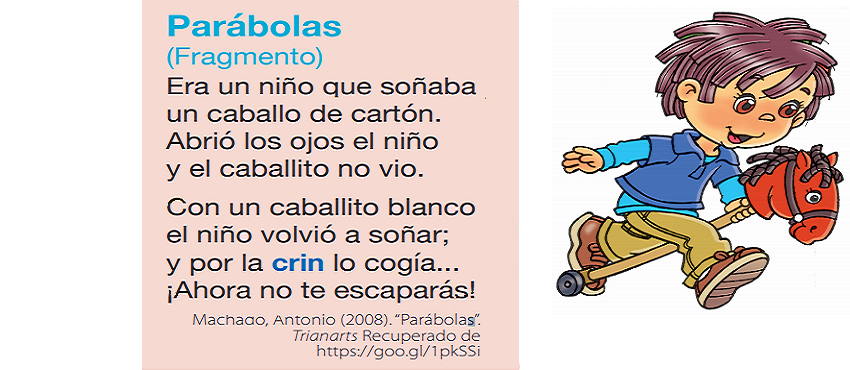 Parábolas
(Fragmento)
Era un niño que soñaba
un caballo de cartón.
Abrió los ojos el niño
y el caballito no vio.
Con un caballito blanco
el niño volvió a soñar;
y por la crin lo cogía...
¡Ahora no te escaparás!
Machado, Antonio (2008). “Parábolas”.
Trianarts Recuperado de
https://goo.gl/1pkSSi